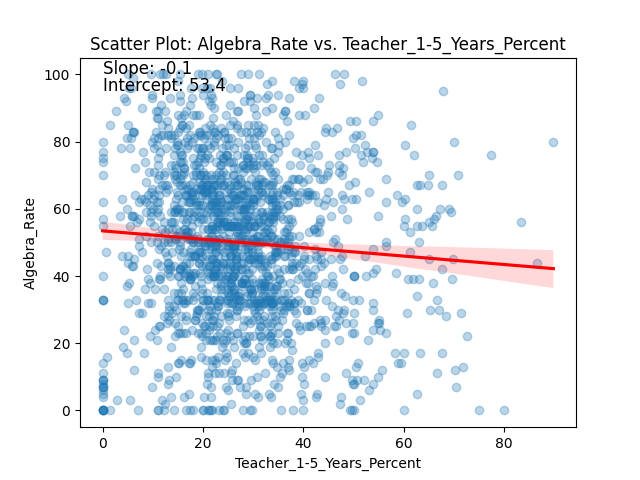 Scatter Plot: Algebra_Rate vs. Teacher_1-5_Years_Percent
Slope: -0.1
Intercept: 53.4
100
80
60
40
20
0
Algebra_Rate
0 20 40 60 80
Teacher_1-5_Years_Percent